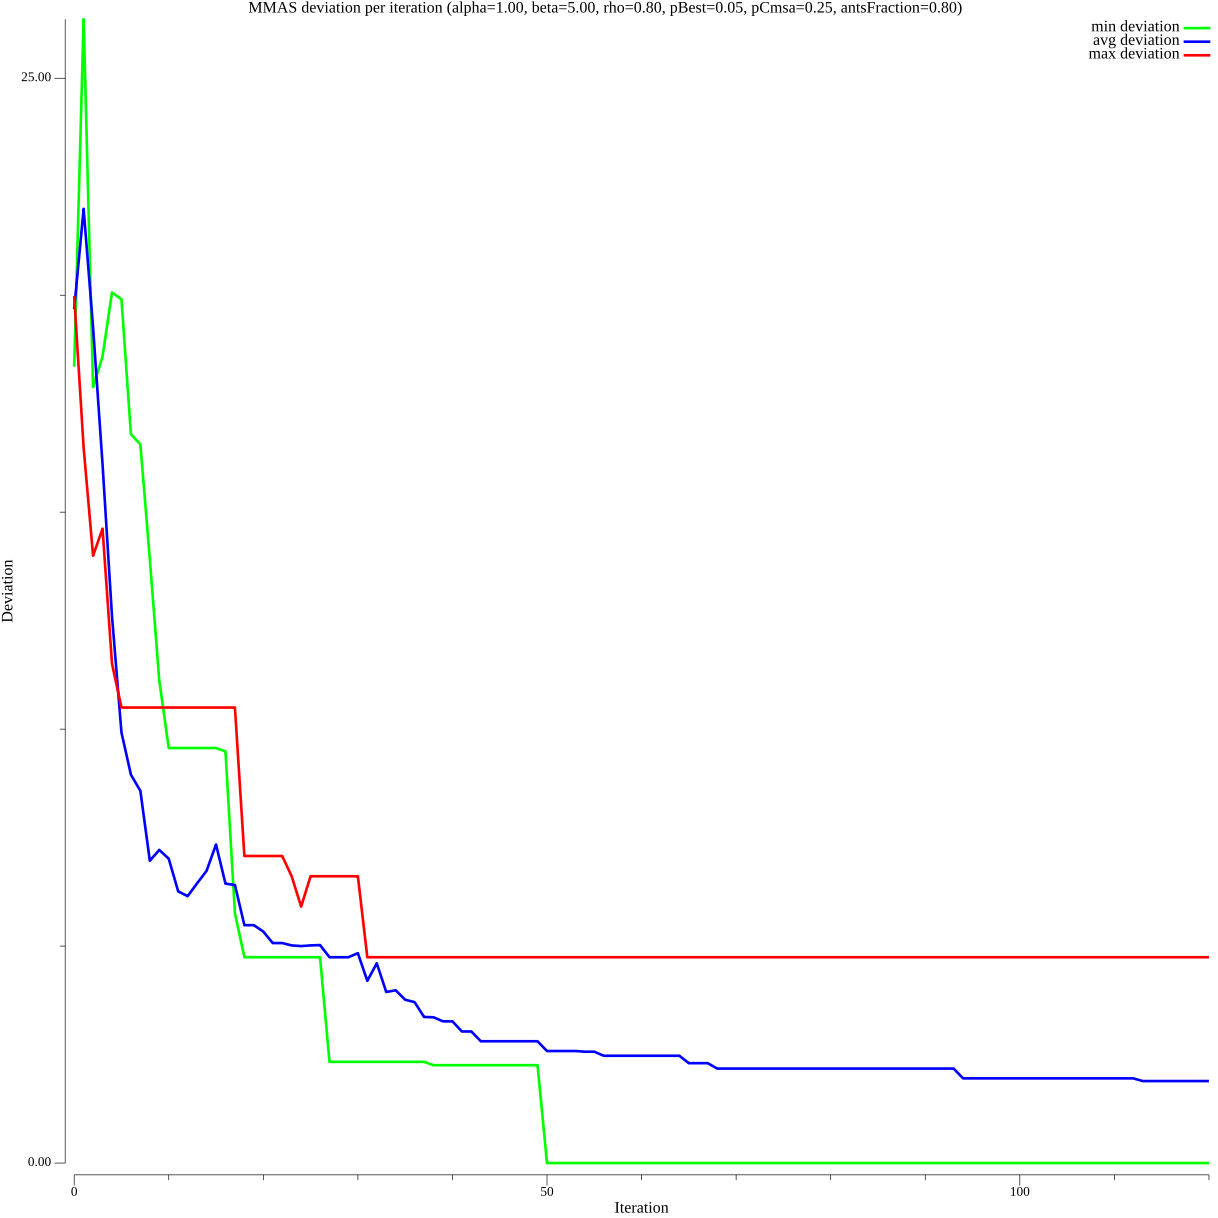 MMAS deviation per iteration (alpha=1.00, beta=5.00, rho=0.80, pBest=0.05, pCmsa=0.25, antsFraction=0.80)
min deviation
avg deviation
max deviation
25.00
Deviation
0.00
0
50
100
Iteration